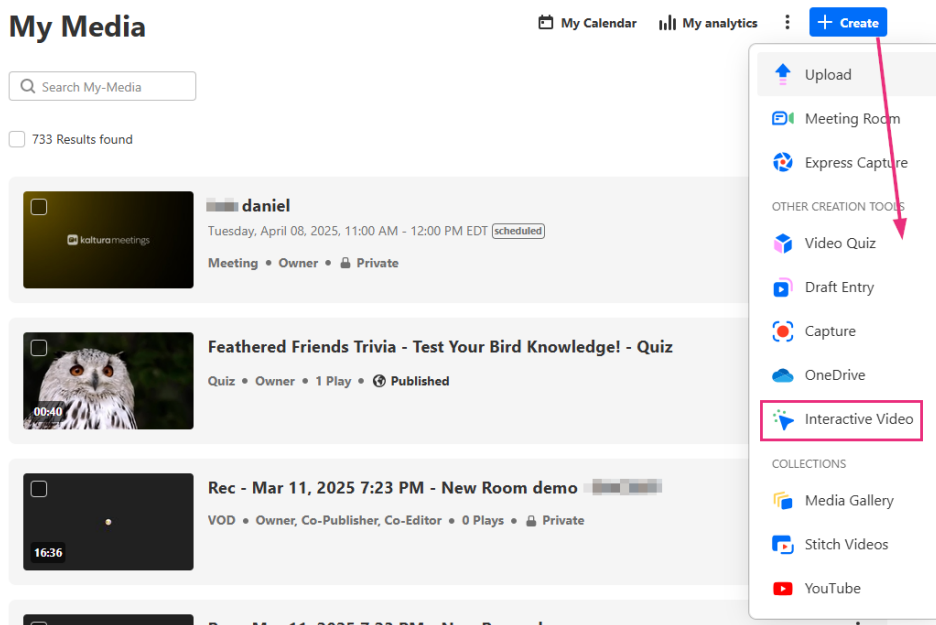 My Media
My Calendar
My analytics
Create
Search My-Media
733 Results found
kaltura meetings
daniel
Tuesday, April 08, 2025, 11:00 AM - 12:00 PM EDT scheduled
Meeting • Owner • Private
Feathered Friends Trivia - Test Your Bird Knowledge! - Quiz
Quiz • Owner • 1 Play • Published
00:40
Rec - Mar 11, 2025 7:23 PM - New Room demo
VOD • Owner, Co-Publisher, Co-Editor • 0 Plays • Private
16:36
Upload
Meeting Room
Express Capture
OTHER CREATION TOOLS
Video Quiz
Draft Entry
Capture
OneDrive
Interactive Video
COLLECTIONS
Media Gallery
Stitch Videos
YouTube